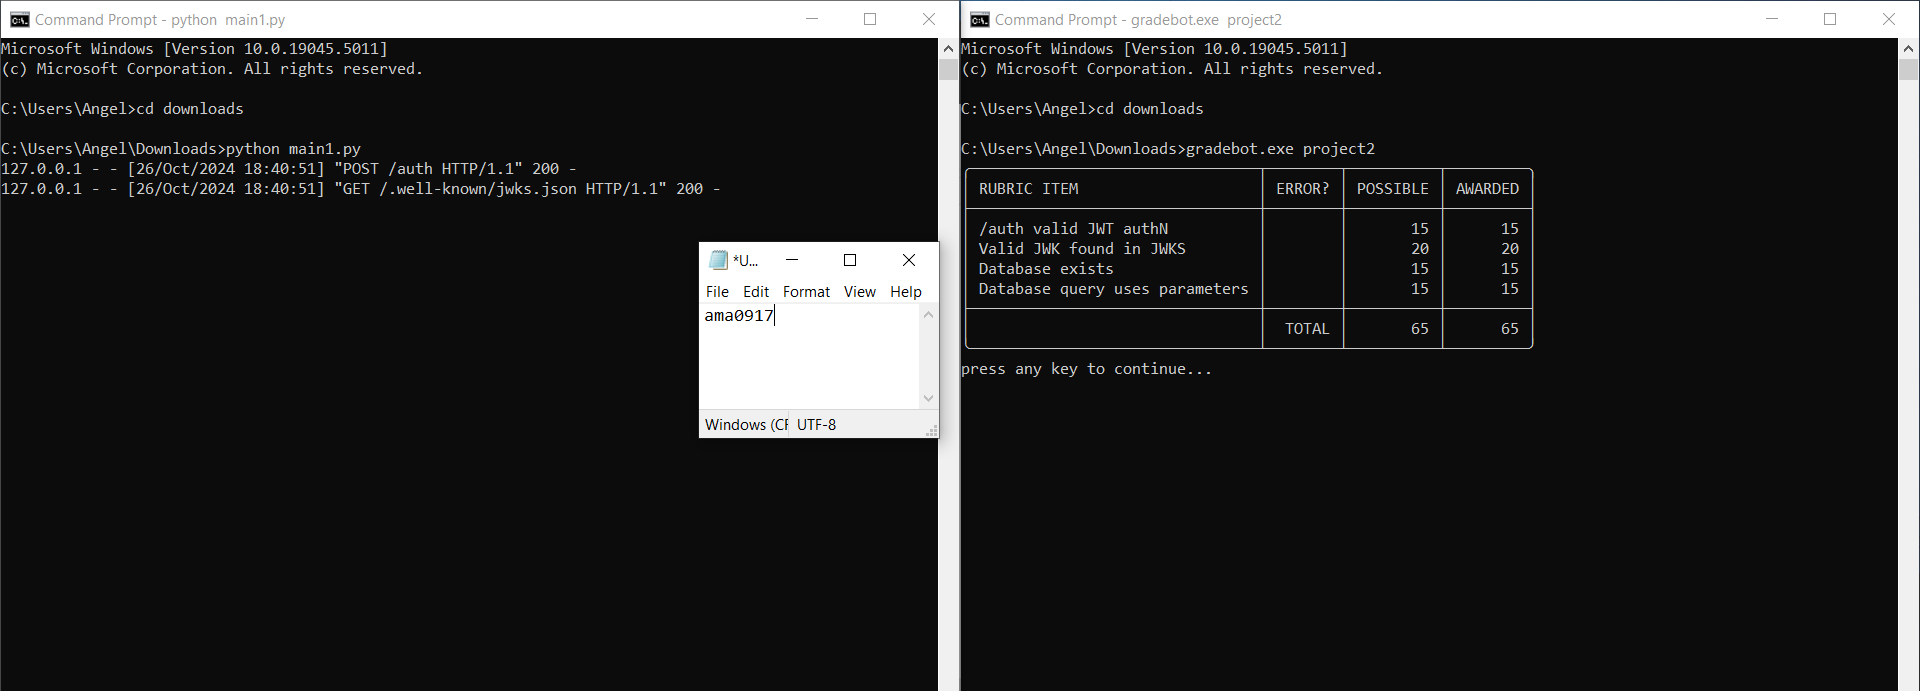 Command Prompt - python  main1.py
Microsoft Windows [Version 10.0.19045.5011]
(c) Microsoft Corporation. All rights reserved.
C:\Users\Angel>cd downloads
C:\Users\Angel\Downloads>python main1.py
127.0.0.1 - - [26/Oct/2024 18:40:51] "POST /auth HTTP/1.1" 200 -
127.0.0.1 - - [26/Oct/2024 18:40:51] "GET /.well-known/jwks.json HTTP/1.1" 200 -
*U...
File Edit Format View Help
ama0917
Windows (CR UTF-8
Command Prompt - gradebot.exe  project2
Microsoft Windows [Version 10.0.19045.5011]
(c) Microsoft Corporation. All rights reserved.
C:\Users\Angel>cd downloads
C:\Users\Angel\Downloads>gradebot.exe project2
RUBRIC ITEM ERROR? POSSIBLE AWARDED
/auth valid JWT authN 15 15
Valid JWK found in JWKS 20 20
Database exists 15 15
Database query uses parameters 15 15
TOTAL 65 65
press any key to continue...